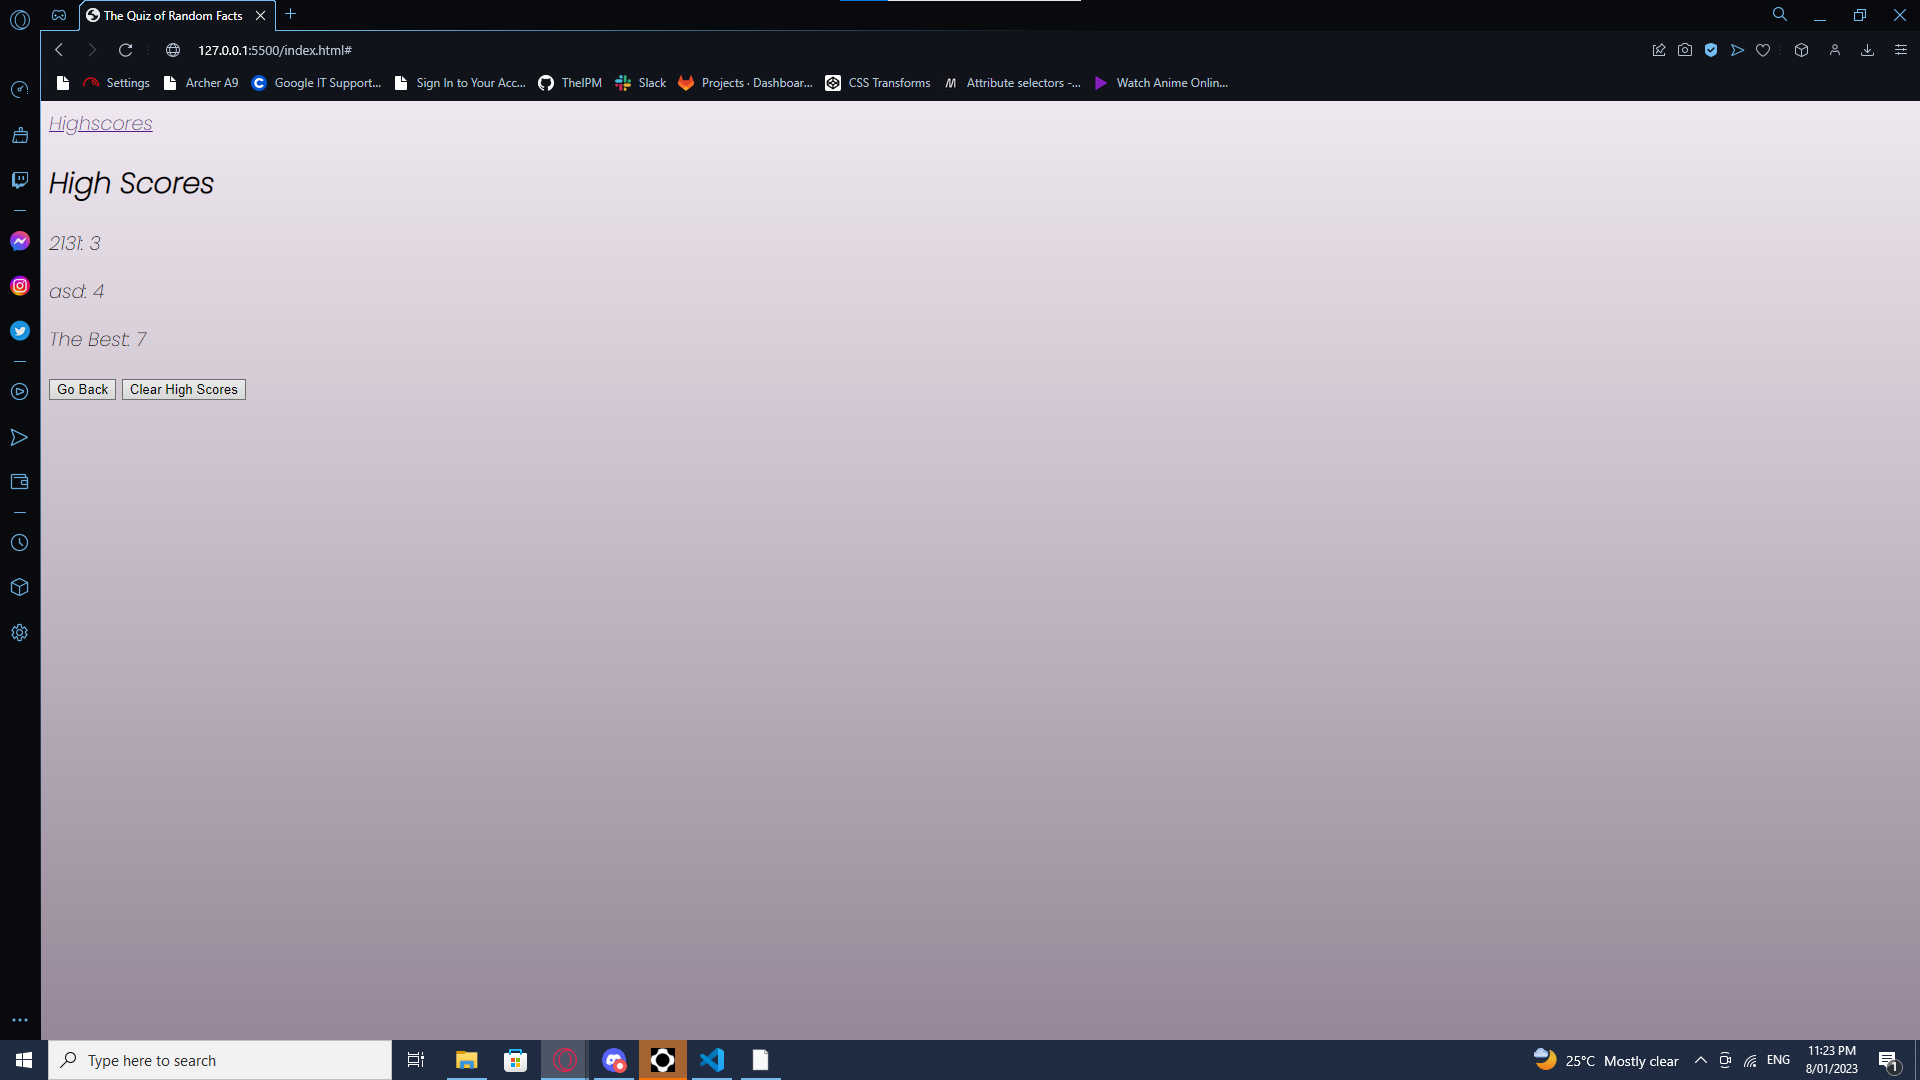 The Quiz of Random Facts
127.0.0.1:5500/index.html#
Settings Archer A9 Google IT Support... Sign In to Your Acc... TheIPM Slack Projects · Dashboar... CSS Transforms Attribute selectors -... Watch Anime Onlin...
Highscores
High Scores
2131: 3
asd: 4
The Best: 7
Go Back Clear High Scores
Type here to search
25°C Mostly clear ENG
11:23 PM
8/01/2023
1